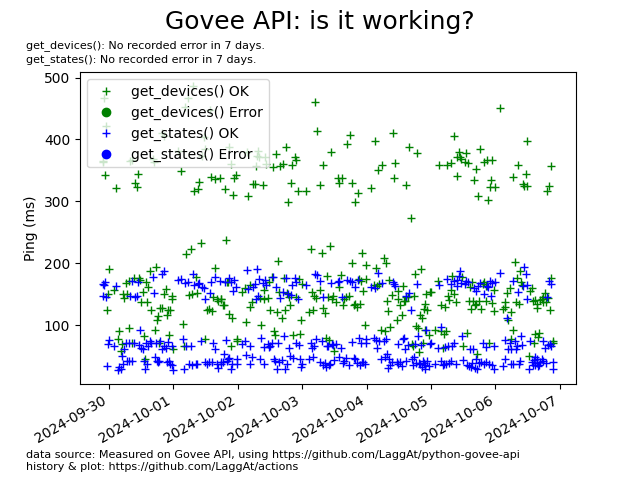 Govee API: is it working?
get_devices(): No recorded error in 7 days.
get_states(): No recorded error in 7 days.
500
400
300
200
100
Ping (ms)
get_devices() OK
get_devices() Error
get_states() OK
get_states() Error
2024-09-30
2024-10-01
2024-10-02
2024-10-03
2024-10-04
2024-10-05
2024-10-06
2024-10-07
data source: Measured on Govee API, using https://github.com/LaggAt/python-govee-api
history & plot: https://github.com/LaggAt/actions